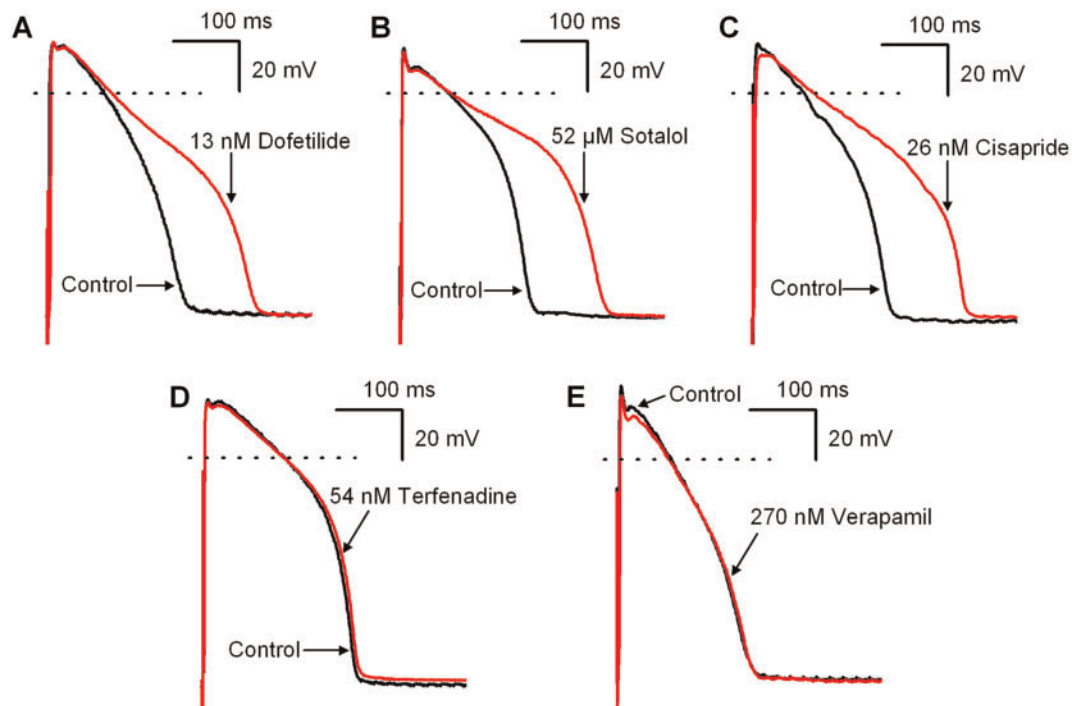 A
100 ms
20 mV
13 nM Dofetilide
Control
B
100 ms
20 mV
52 µM Sotalol
Control
C
100 ms
20 mV
26 nM Cisapride
Control
D
100 ms
20 mV
54 nM Terfenadine
Control
E
100 ms
Control
20 mV
270 nM Verapamil